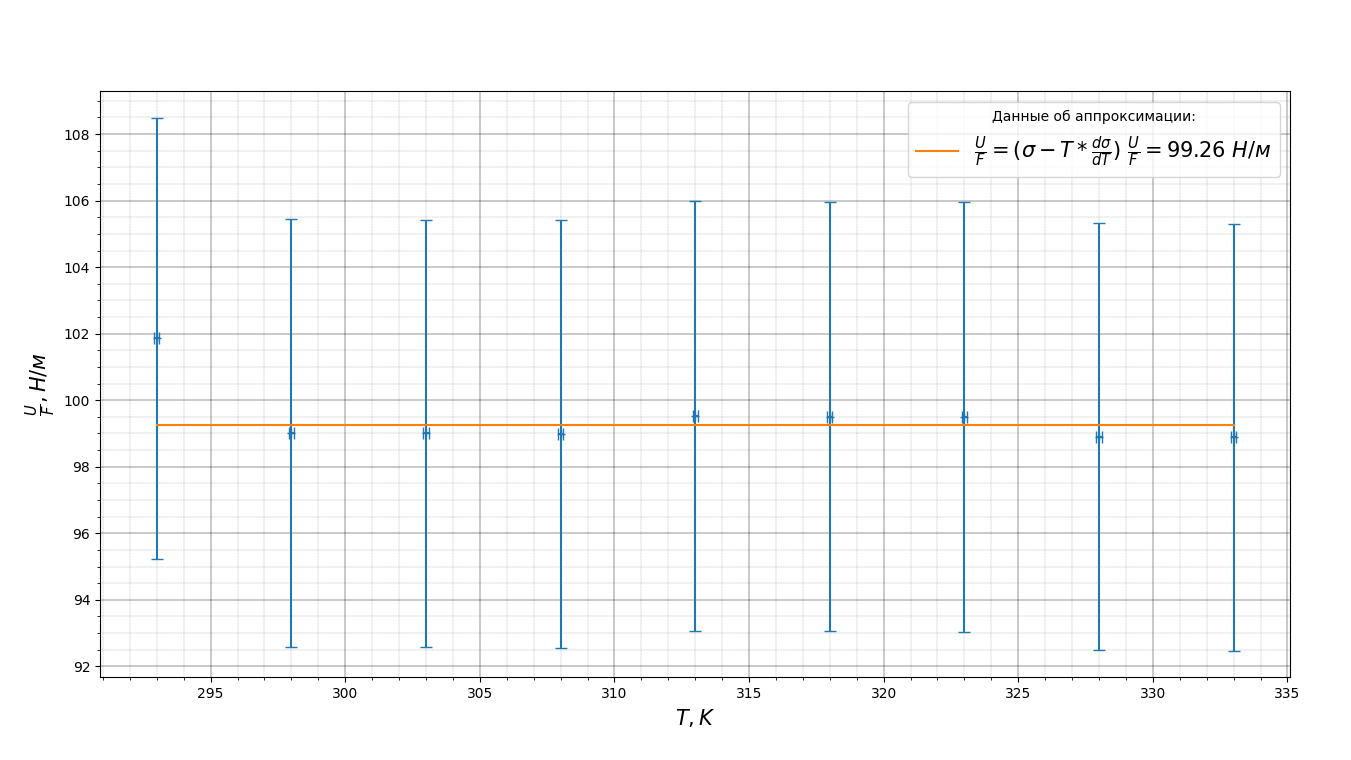 Данные об аппроксимации:
U/F = (σ − T * dσ/dT) U/F = 99.26 Н/м
108
106
104
102
100
98
96
94
92
U/F, Н/м
295 300 305 310 315 320 325 330 335
T, K